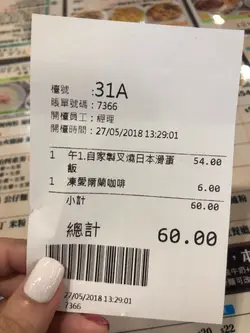 檯號 :31A
賬單號碼 : 7366
開檯員工 : 經理
開檯時間 : 27/05/2018 13:29:01
1 午1.自家製叉燒日本滑蛋 54.00
飯
1 凍愛爾蘭咖啡 6.00
小計 60.00
總計 60.00
27/05/2018 13:29:01
7366